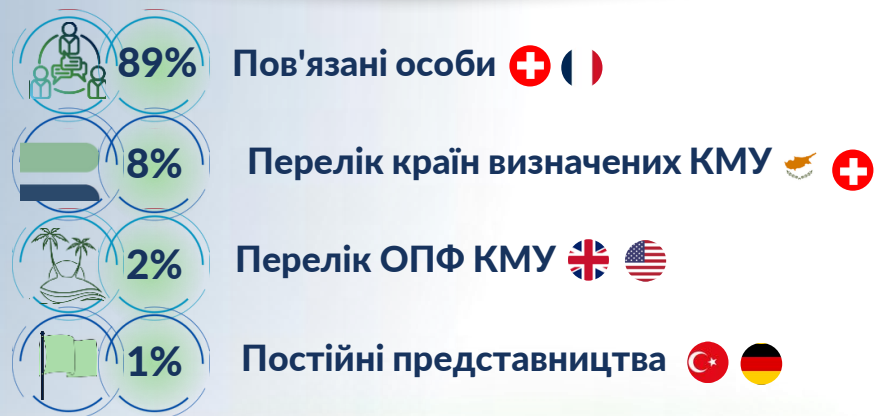 89% Пов'язані особи
8% Перелік країн визначених КМУ
2% Перелік ОПФ КМУ
1% Постійні представництва